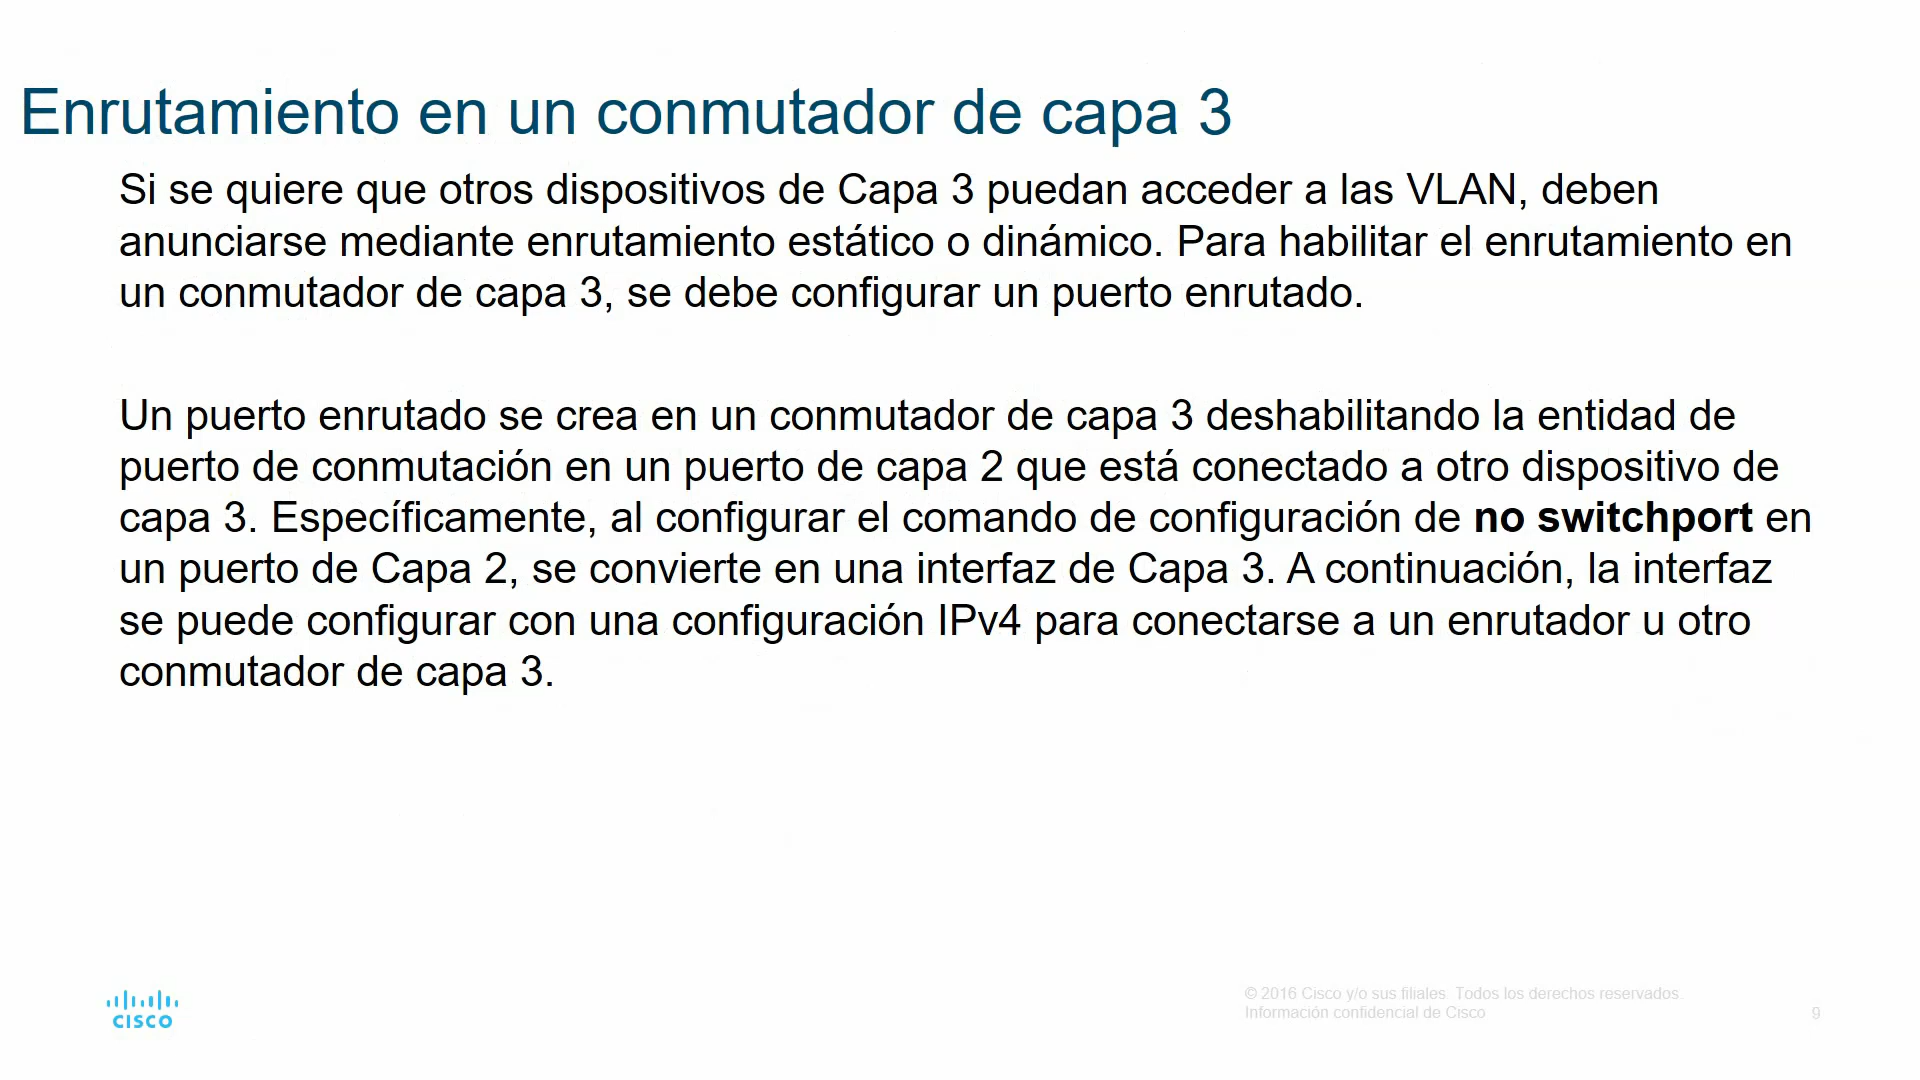 Enrutamiento en un conmutador de capa 3
Si se quiere que otros dispositivos de Capa 3 puedan acceder a las VLAN, deben
anunciarse mediante enrutamiento estático o dinámico. Para habilitar el enrutamiento en
un conmutador de capa 3, se debe configurar un puerto enrutado.
Un puerto enrutado se crea en un conmutador de capa 3 deshabilitando la entidad de
puerto de conmutación en un puerto de capa 2 que está conectado a otro dispositivo de
capa 3. Específicamente, al configurar el comando de configuración de no switchport en
un puerto de Capa 2, se convierte en una interfaz de Capa 3. A continuación, la interfaz
se puede configurar con una configuración IPv4 para conectarse a un enrutador u otro
conmutador de capa 3.
CISCO
© 2016 Cisco y/o sus filiales. Todos los derechos reservados.
Información confidencial de Cisco
9